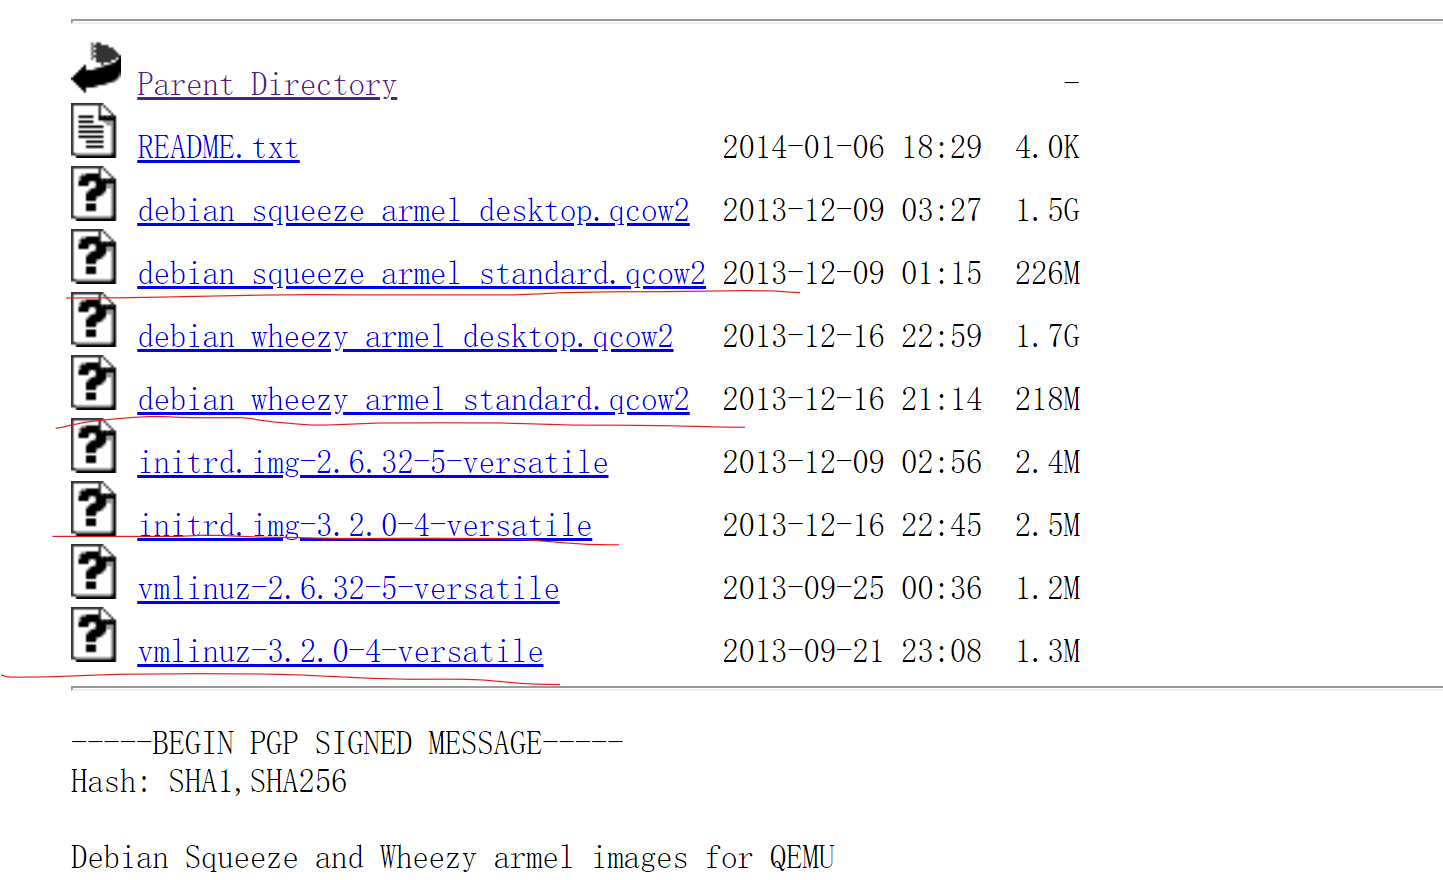 Parent Directory -
README.txt 2014-01-06 18:29 4.0K
debian_squeeze_armel_desktop.qcow2 2013-12-09 03:27 1.5G
debian_squeeze_armel_standard.qcow2 2013-12-09 01:15 226M
debian_wheezy_armel_desktop.qcow2 2013-12-16 22:59 1.7G
debian_wheezy_armel_standard.qcow2 2013-12-16 21:14 218M
initrd.img-2.6.32-5-versatile 2013-12-09 02:56 2.4M
initrd.img-3.2.0-4-versatile 2013-12-16 22:45 2.5M
vmlinuz-2.6.32-5-versatile 2013-09-25 00:36 1.2M
vmlinuz-3.2.0-4-versatile 2013-09-21 23:08 1.3M
-----BEGIN PGP SIGNED MESSAGE-----
Hash: SHA1,SHA256
Debian Squeeze and Wheezy armel images for QEMU